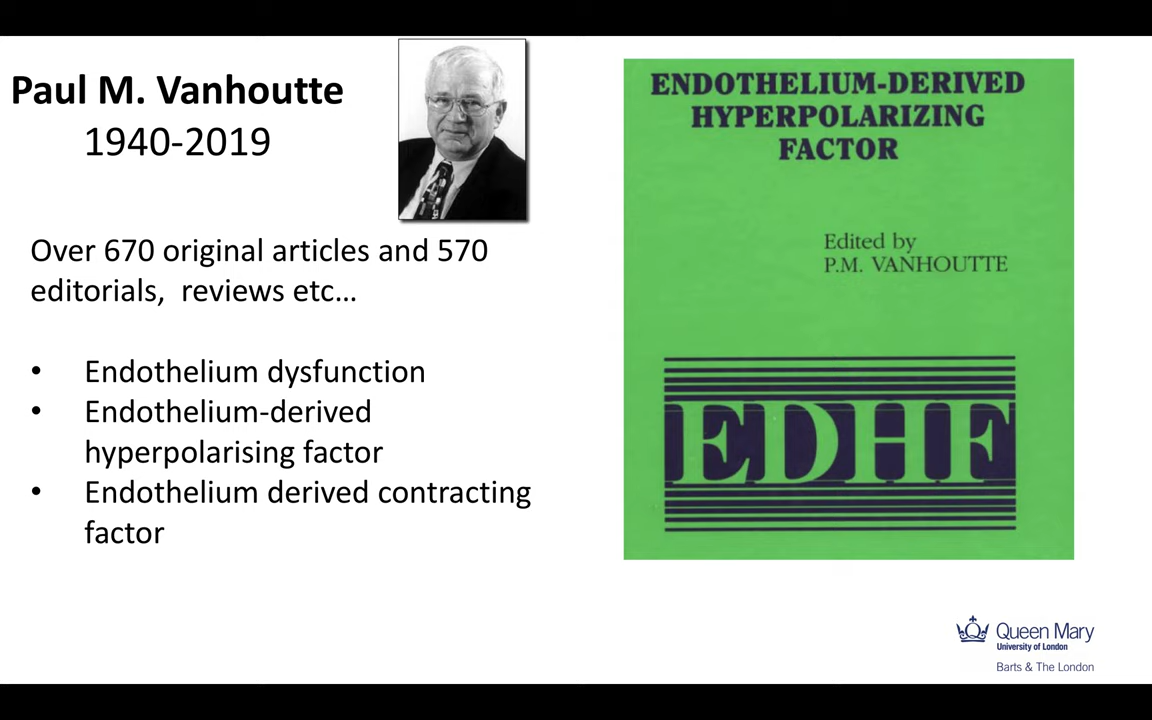 Paul M. Vanhoutte
1940-2019
Over 670 original articles and 570
editorials,  reviews etc…
• Endothelium dysfunction
• Endothelium-derived
hyperpolarising factor
• Endothelium derived contracting
factor
ENDOTHELIUM-DERIVED
HYPERPOLARIZING
FACTOR
Edited by
P.M. VANHOUTTE
EDHF
Queen Mary
University of London
Barts & The London